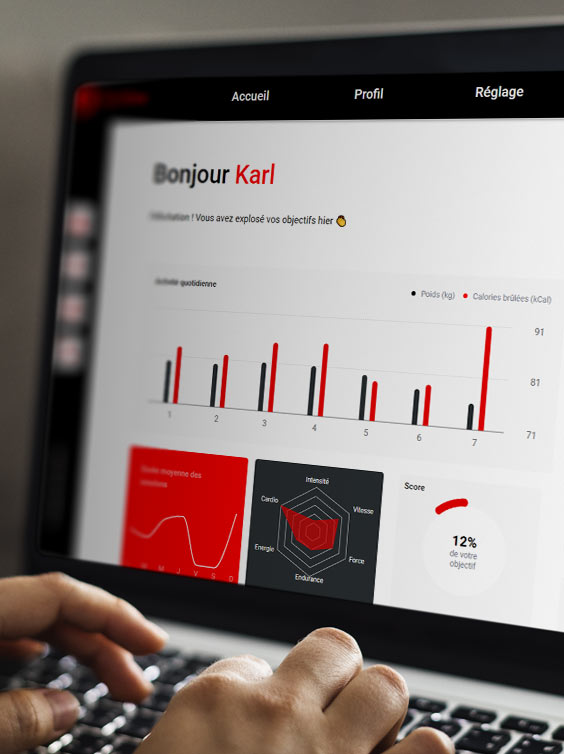 Accueil Profil Réglage
Bonjour Karl
! Vous avez explosé vos objectifs hier 👏
Activité quotidienne
Poids (kg) Calories brûlées (kCal)
91
81
71
1 2 3 4 5 6 7
Durée moyenne des
sessions
M J V S D
Intensité
Vitesse
Force
Endurance
Energie
Cardio
Score
12%
de votre
objectif